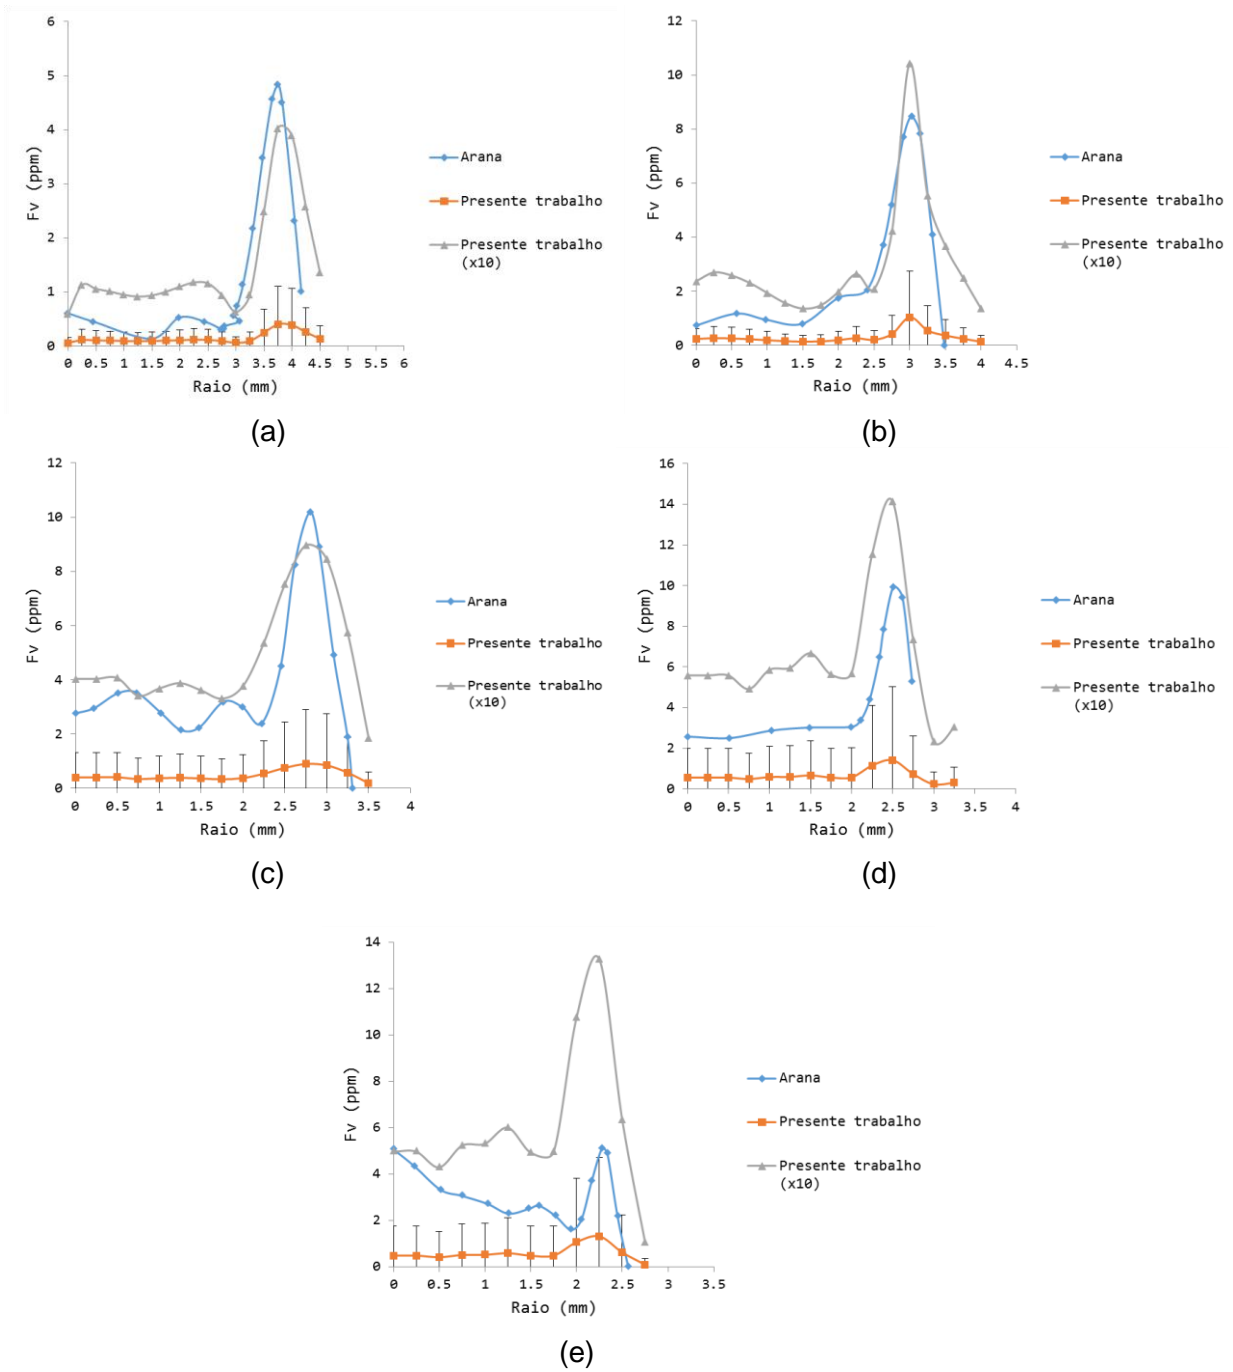 6
5
4
3
2
1
0
Fv (ppm)
0 0.5 1 1.5 2 2.5 3 3.5 4 4.5 5 5.5 6
Raio (mm)
Arana
Presente trabalho
Presente trabalho
(x10)
(a)
12
10
8
6
4
2
0
Fv (ppm)
0 0.5 1 1.5 2 2.5 3 3.5 4 4.5
Raio (mm)
Arana
Presente trabalho
Presente trabalho
(x10)
(b)
12
10
8
6
4
2
0
Fv (ppm)
0 0.5 1 1.5 2 2.5 3 3.5 4
Raio (mm)
Arana
Presente trabalho
Presente trabalho
(x10)
(c)
16
14
12
10
8
6
4
2
0
Fv (ppm)
0 0.5 1 1.5 2 2.5 3 3.5 4
Raio (mm)
Arana
Presente trabalho
Presente trabalho
(x10)
(d)
14
12
10
8
6
4
2
0
Fv (ppm)
0 0.5 1 1.5 2 2.5 3 3.5
Raio (mm)
Arana
Presente trabalho
Presente trabalho
(x10)
(e)